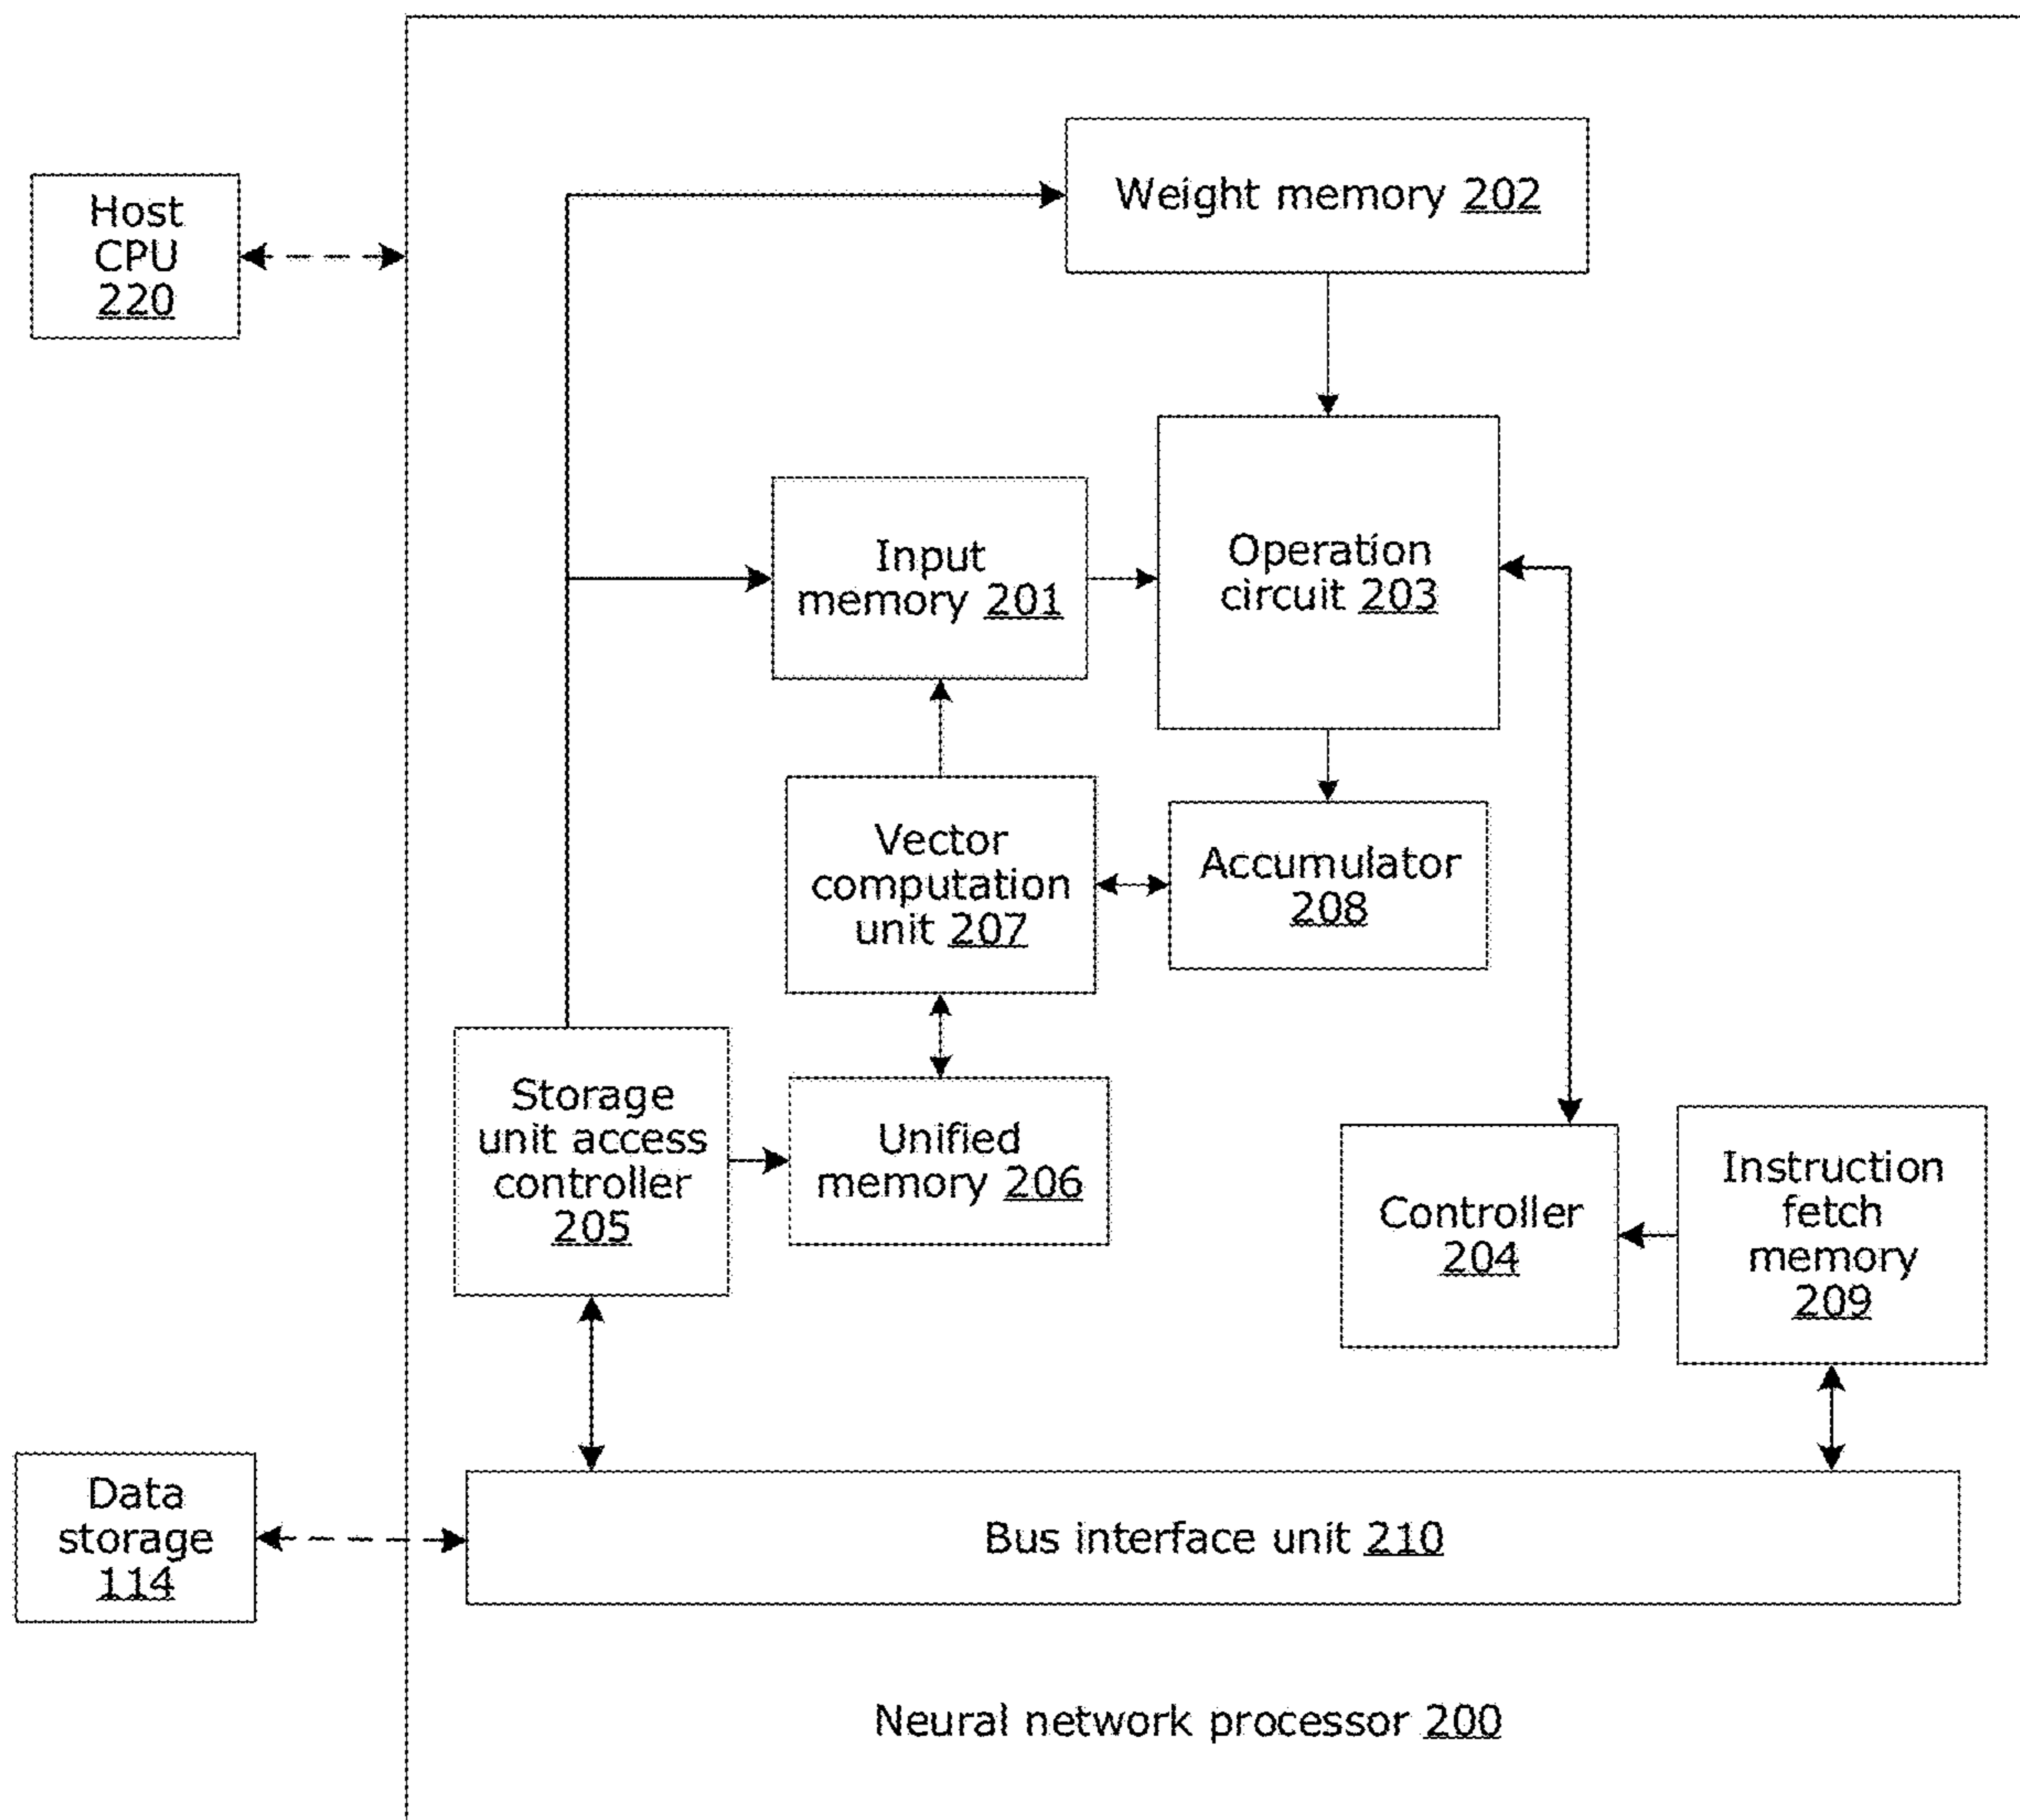 Weight memory 202
Host
CPU
220
Input
memory 201
Operation
circuit 203
Vector
computation
unit 207
Accumulator
208
Storage
unit access
controller
205
Unified
memory 206
Controller
204
Instruction
fetch
memory
209
Data
storage
114
Bus interface unit 210
Neural network processor 200